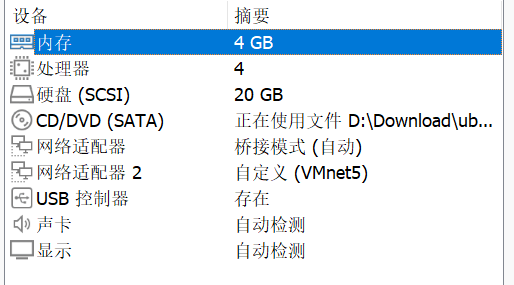 设备 摘要
内存 4 GB
处理器 4
硬盘 (SCSI) 20 GB
CD/DVD (SATA) 正在使用文件 D:\Download\ub...
网络适配器 桥接模式 (自动)
网络适配器 2 自定义 (VMnet5)
USB 控制器 存在
声卡 自动检测
显示 自动检测